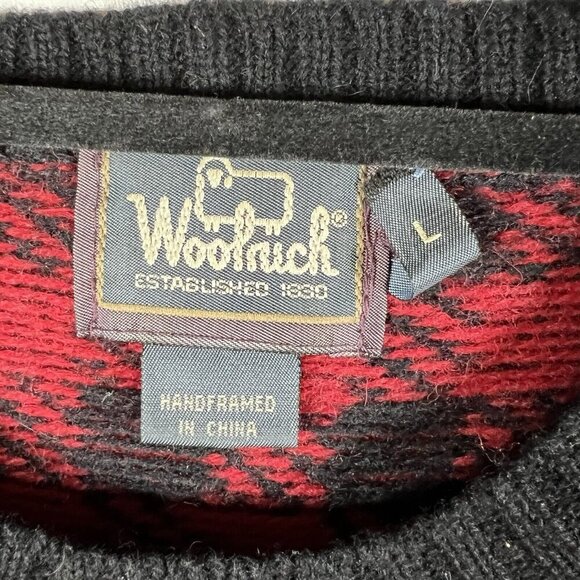 Woolrich®
ESTABLISHED 1830
L
HANDFRAMED
IN CHINA